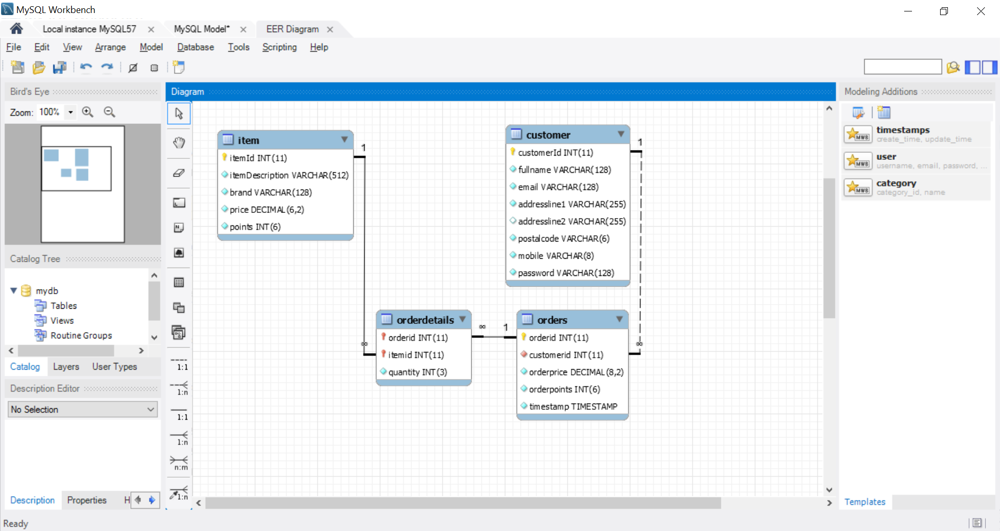 MySQL Workbench
Local instance MySQL57
MySQL Model*
EER Diagram
File Edit View Arrange Model Database Tools Scripting Help
Bird's Eye
Zoom: 100%
Diagram
Modeling Additions
timestamps
create_time, update_time
user
username, email, password, ...
category
category_id, name
item
itemId INT(11)
itemDescription VARCHAR(512)
brand VARCHAR(128)
price DECIMAL(6,2)
points INT(6)
1
customer
customerId INT(11)
fullname VARCHAR(128)
email VARCHAR(128)
addressline1 VARCHAR(255)
addressline2 VARCHAR(255)
postalcode VARCHAR(6)
mobile VARCHAR(8)
password VARCHAR(128)
1
orderdetails
orderid INT(11)
itemid INT(11)
quantity INT(3)
∞
∞
1
orders
orderid INT(11)
customerid INT(11)
orderprice DECIMAL(8,2)
orderpoints INT(6)
timestamp TIMESTAMP
∞
Catalog Tree
mydb
Tables
Views
Routine Groups
Catalog Layers User Types
Description Editor
No Selection
1:1
1:n
1:1
1:n
n:m
1:n
Description Properties H
Templates
Ready